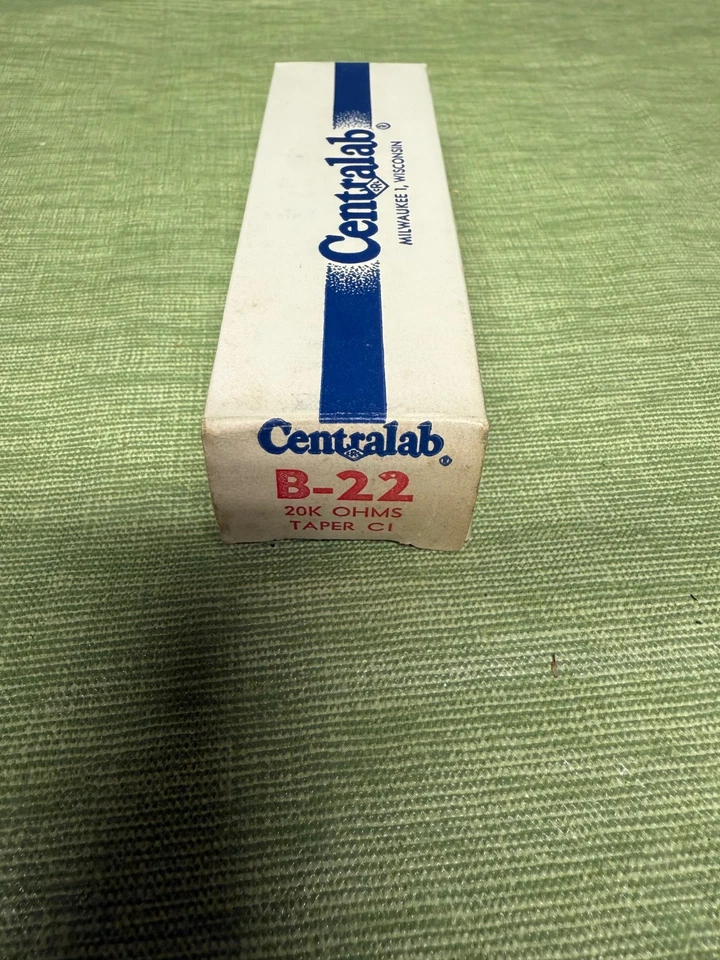 Centralab ®
MILWAUKEE 1, WISCONSIN
Centralab ®
B-22
20K OHMS
TAPER C1